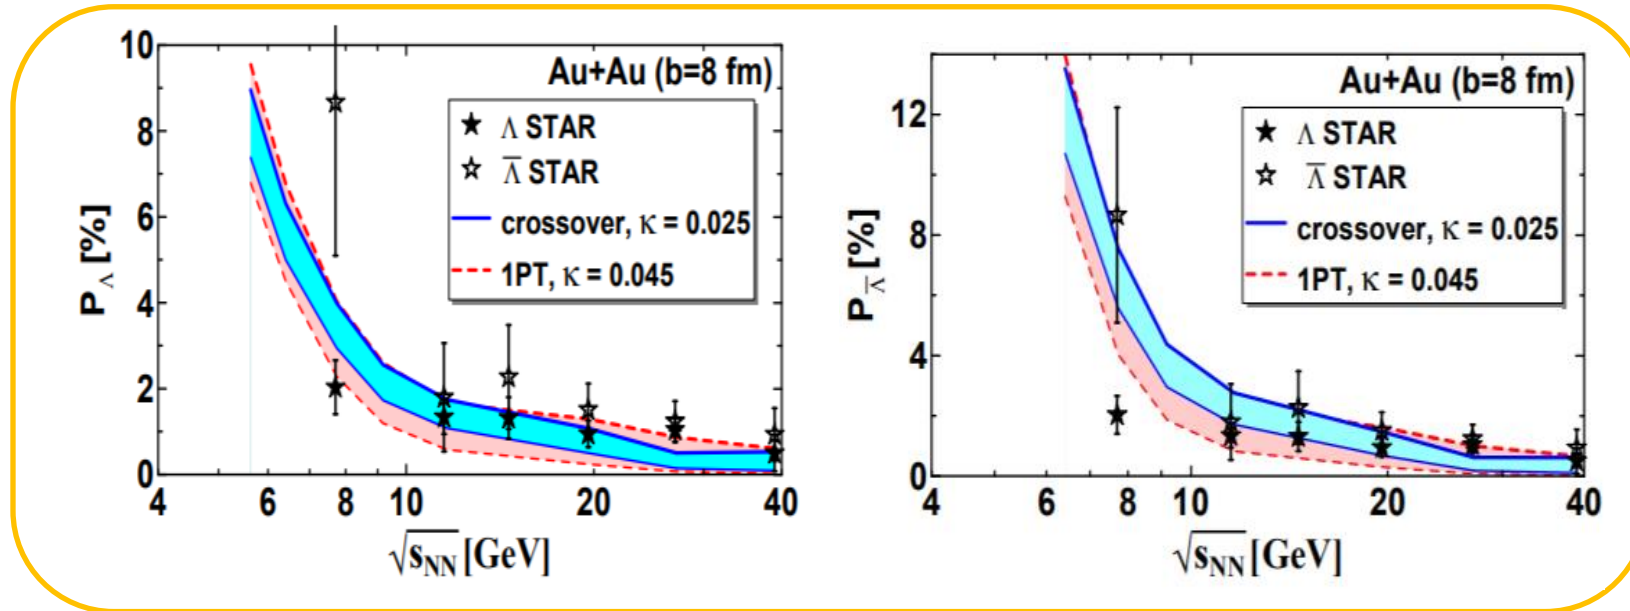 Au+Au (b=8 fm)
Λ STAR
Λ̅ STAR
crossover, κ = 0.025
1PT, κ = 0.045
P_Λ [%]
10
8
6
4
2
0
4 6 8 10 20 40
√s_NN [GeV]
Au+Au (b=8 fm)
Λ STAR
Λ̅ STAR
crossover, κ = 0.025
1PT, κ = 0.045
P_Λ̅ [%]
12
8
4
0
4 6 8 10 20 40
√s_NN [GeV]